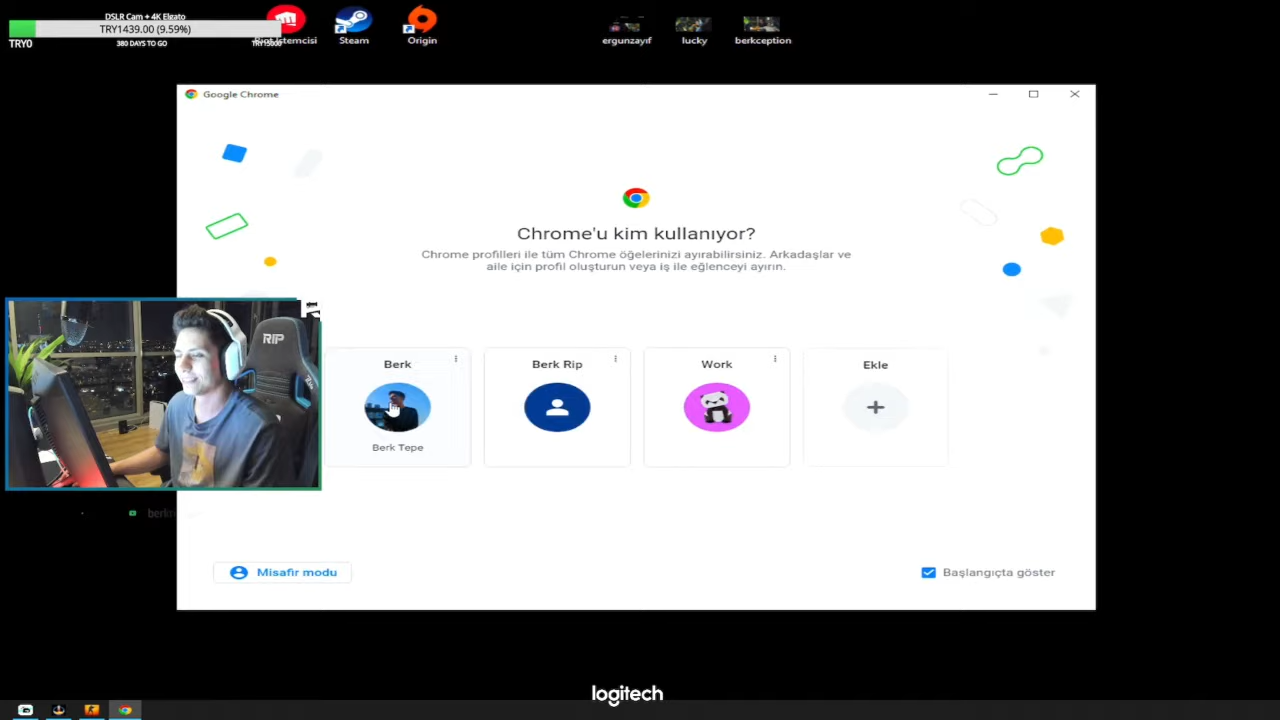 DSLR Cam + 4K Elgato
TRY1439.00 (9.59%)
TRY0
380 DAYS TO GO
Steam
Origin
ergunzayıf
lucky
berkception
Google Chrome
Chrome'u kim kullanıyor?
Chrome profilleri ile tüm Chrome öğelerinizi ayırabilirsiniz. Arkadaşlar ve
aile için profil oluşturun veya iş ile eğlenceyi ayırın.
RIP
Berk
Berk Rip
Work
Ekle
Berk Tepe
Misafir modu
Başlangıçta göster
logitech